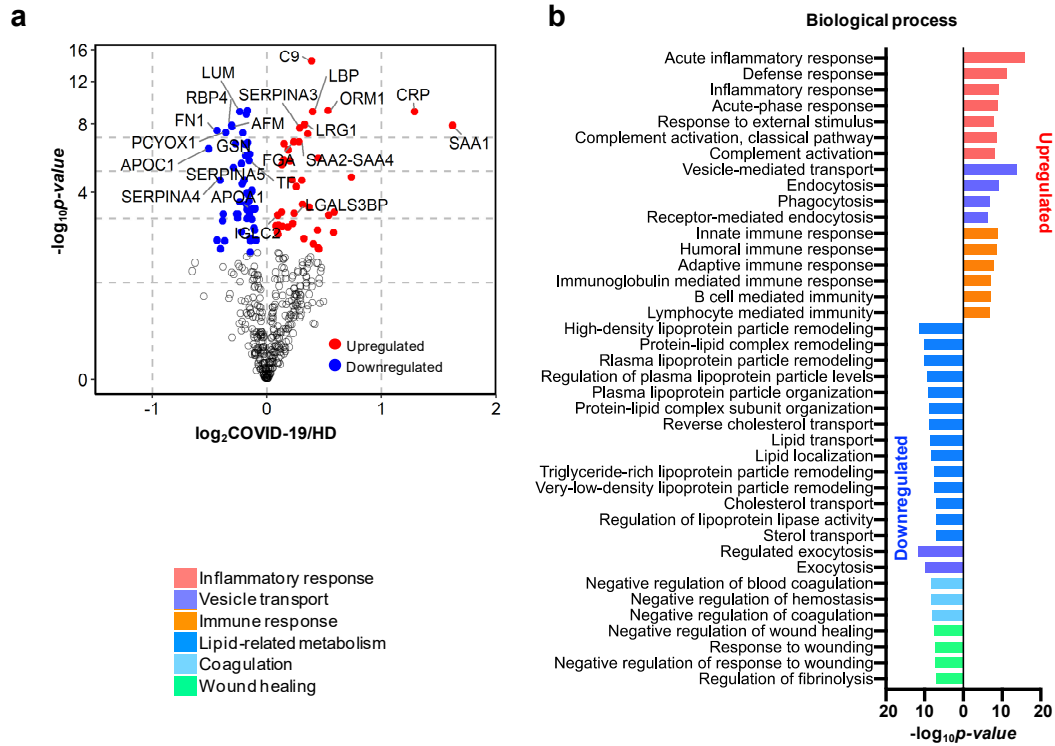 a
16
12
8
4
0
-log10p-value
C9
LUM
LBP
RBP4
SERPINA3
ORM1
CRP
FN1
AFM
LRG1
SAA1
PCYOX1
GSN
APOC1
FGA
SAA2-SAA4
SERPINA5
TF
SERPINA4
APOA1
LGALS3BP
IGLC2
Upregulated
Downregulated
-1
0
1
2
log2COVID-19/HD
Inflammatory response
Vesicle transport
Immune response
Lipid-related metabolism
Coagulation
Wound healing
b
Biological process
Acute inflammatory response
Defense response
Inflammatory response
Acute-phase response
Response to external stimulus
Complement activation, classical pathway
Complement activation
Vesicle-mediated transport
Endocytosis
Phagocytosis
Receptor-mediated endocytosis
Innate immune response
Humoral immune response
Adaptive immune response
Immunoglobulin mediated immune response
B cell mediated immunity
Lymphocyte mediated immunity
High-density lipoprotein particle remodeling
Protein-lipid complex remodeling
Rlasma lipoprotein particle remodeling
Regulation of plasma lipoprotein particle levels
Plasma lipoprotein particle organization
Protein-lipid complex subunit organization
Reverse cholesterol transport
Lipid transport
Lipid localization
Triglyceride-rich lipoprotein particle remodeling
Very-low-density lipoprotein particle remodeling
Cholesterol transport
Regulation of lipoprotein lipase activity
Sterol transport
Regulated exocytosis
Exocytosis
Negative regulation of blood coagulation
Negative regulation of hemostasis
Negative regulation of coagulation
Negative regulation of wound healing
Response to wounding
Negative regulation of response to wounding
Regulation of fibrinolysis
Upregulated
Downregulated
20 10 0 10 20
-log10p-value